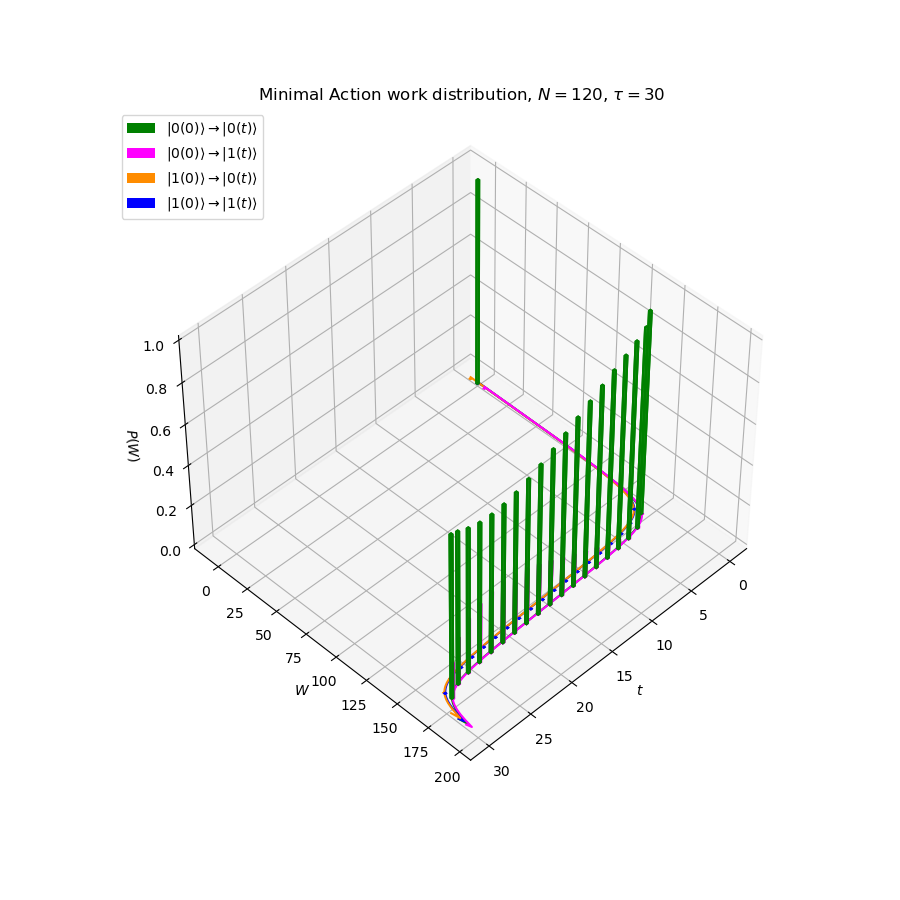 Minimal Action work distribution, $N = 120$, $\tau = 30$
|0(0)⟩ → |0(t)⟩
|0(0)⟩ → |1(t)⟩
|1(0)⟩ → |0(t)⟩
|1(0)⟩ → |1(t)⟩
1.0
0.8
0.6
0.4
0.2
0.0
P(W)
0
25
50
75
100
125
150
175
200
W
0
5
10
15
20
25
30
t